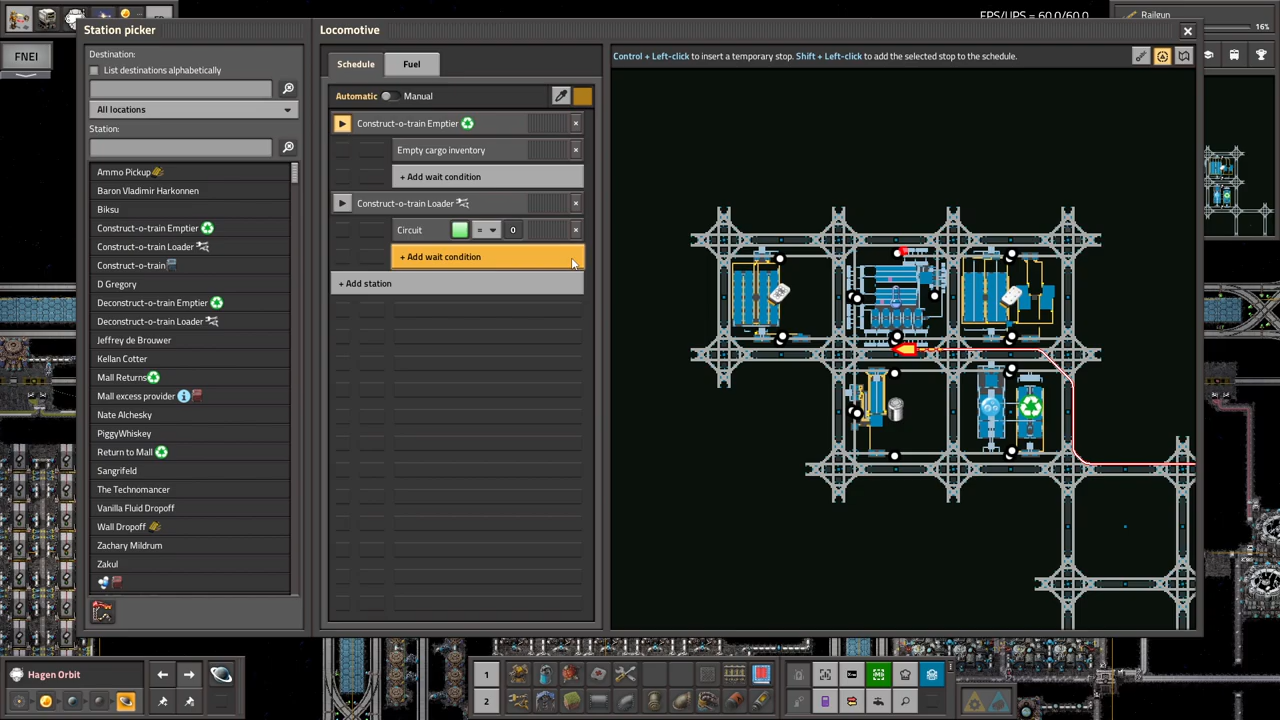 FPS/UPS = 60.0/60.0
Railgun
16%
FNEI
Station picker
Destination:
List destinations alphabetically
All locations
Station:
Ammo Pickup
Baron Vladimir Harkonnen
Biksu
Construct-o-train Emptier
Construct-o-train Loader
Construct-o-train
D Gregory
Deconstruct-o-train Emptier
Deconstruct-o-train Loader
Jeffrey de Brouwer
Kellan Cotter
Mall Returns
Mall excess provider
Nate Alchesky
PiggyWhiskey
Return to Mall
Sangrifeld
The Technomancer
Vanilla Fluid Dropoff
Wall Dropoff
Zachary Mildrum
Zakul
Locomotive
Schedule
Fuel
Automatic
Manual
Construct-o-train Emptier
Empty cargo inventory
+ Add wait condition
Construct-o-train Loader
Circuit = 0
+ Add wait condition
+ Add station
Control + Left-click to insert a temporary stop. Shift + Left-click to add the selected stop to the schedule.
Hagen Orbit
1
2